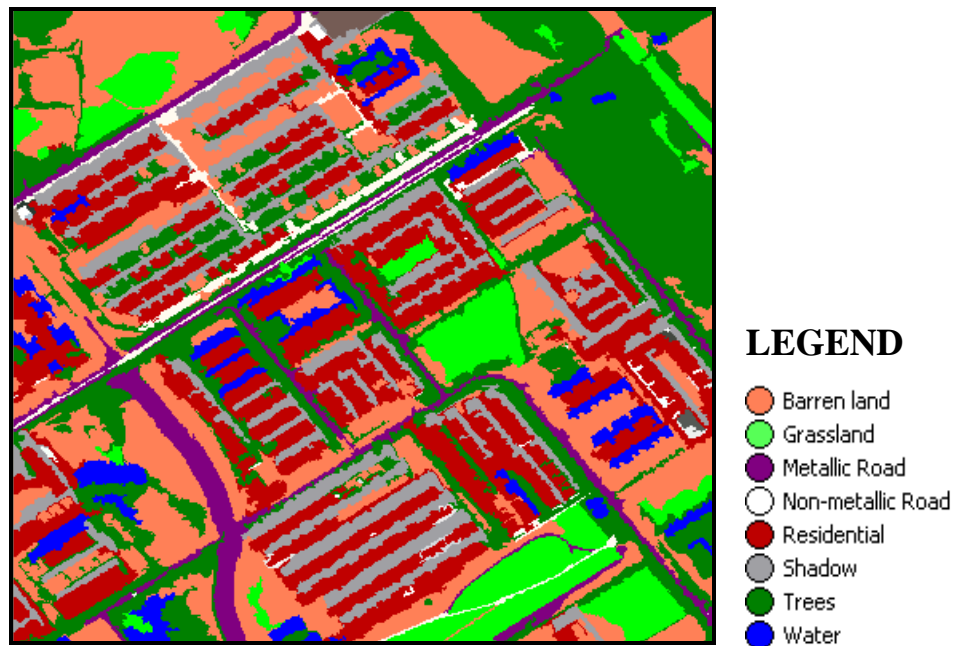 LEGEND
Barren land
Grassland
Metallic Road
Non-metallic Road
Residential
Shadow
Trees
Water